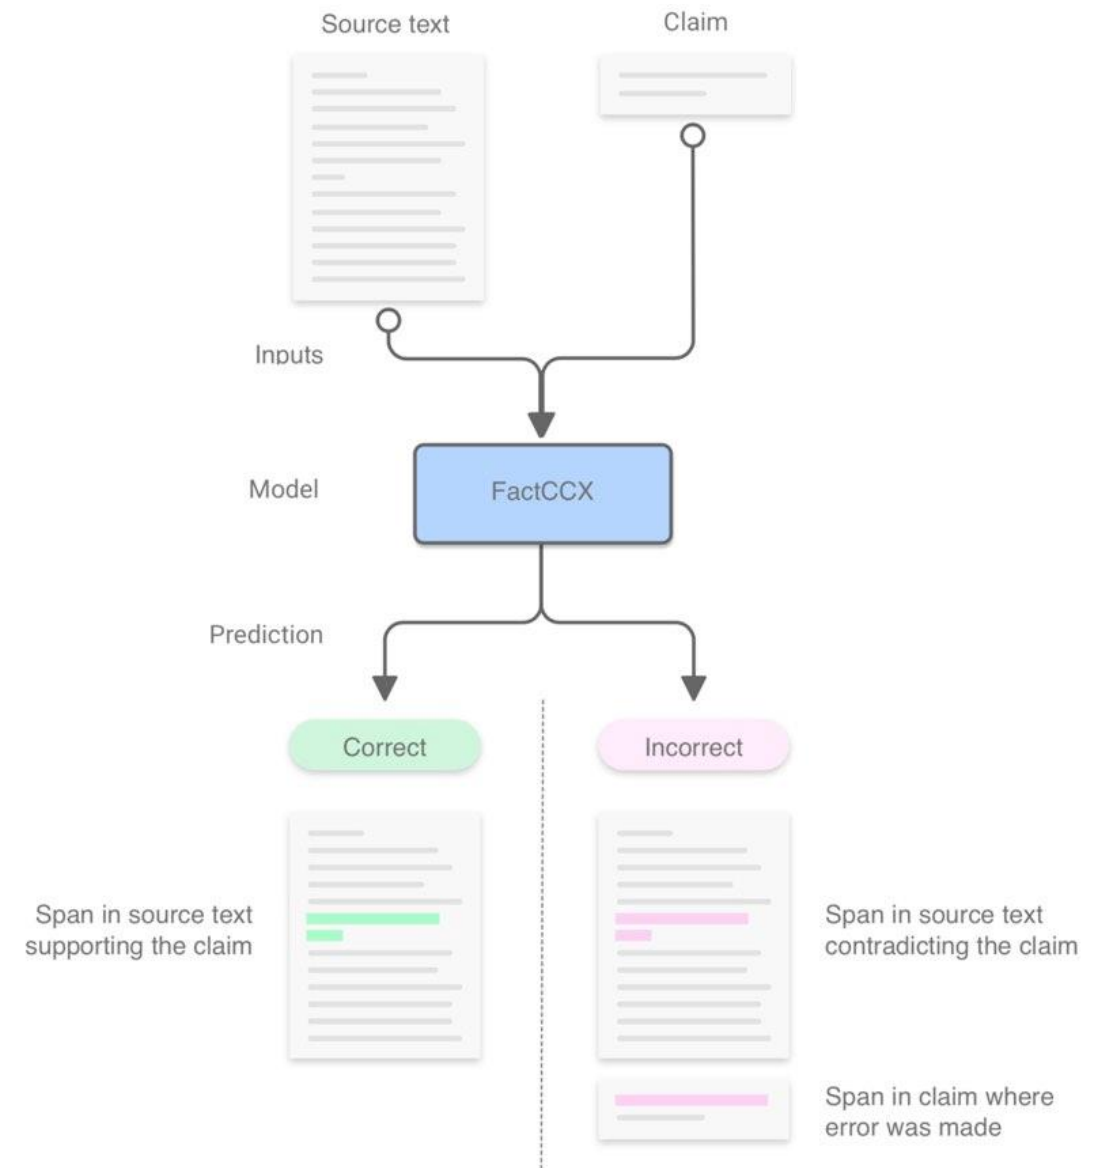 Source text
Claim
Inputs
Model
FactCCX
Prediction
Correct
Incorrect
Span in source text
supporting the claim
Span in source text
contradicting the claim
Span in claim where
error was made